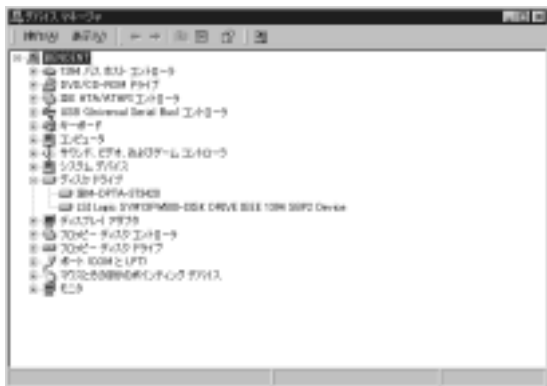 デバイス マネージャ
操作(A) 表示(V)
1394 バス ホスト コントローラ
DVD/CD-ROM ドライブ
IDE ATA/ATAPI コントローラ
USB (Universal Serial Bus) コントローラ
キーボード
コンピュータ
サウンド、ビデオ、およびゲーム コントローラ
システム デバイス
ディスク ドライブ
LSI Logic SYM13FW500-DISK DRIVE IEEE 1394 SBP2 Device
ディスプレイ アダプタ
フロッピー ディスク コントローラ
フロッピー ディスク ドライブ
ポート (COM と LPT)
マウスとそのほかのポインティング デバイス
モニタ